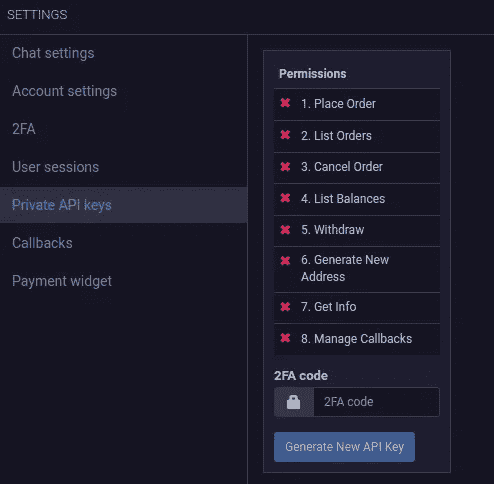 SETTINGS
Chat settings
Account settings
2FA
User sessions
Private API keys
Callbacks
Payment widget
Permissions
✖ 1. Place Order
✖ 2. List Orders
✖ 3. Cancel Order
✖ 4. List Balances
✖ 5. Withdraw
✖ 6. Generate New
Address
✖ 7. Get Info
✖ 8. Manage Callbacks
2FA code
2FA code
Generate New API Key